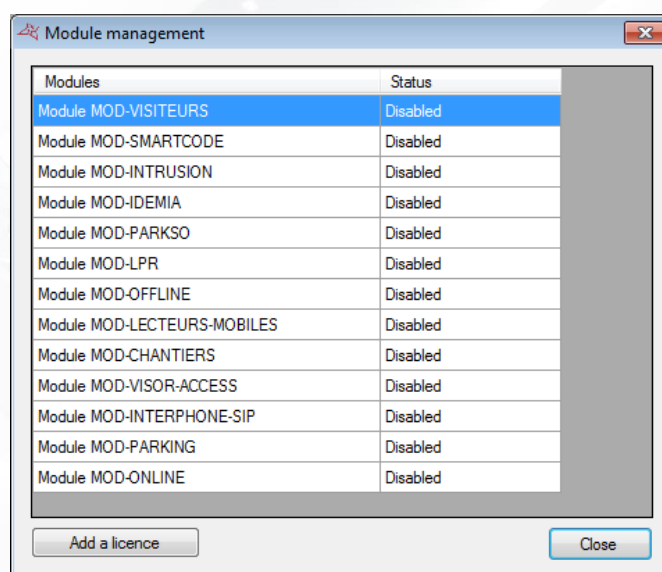 Module management
Modules Status
Module MOD-VISITEURS Disabled
Module MOD-SMARTCODE Disabled
Module MOD-INTRUSION Disabled
Module MOD-IDEMIA Disabled
Module MOD-PARKSO Disabled
Module MOD-LPR Disabled
Module MOD-OFFLINE Disabled
Module MOD-LECTEURS-MOBILES Disabled
Module MOD-CHANTIERS Disabled
Module MOD-VISOR-ACCESS Disabled
Module MOD-INTERPHONE-SIP Disabled
Module MOD-PARKING Disabled
Module MOD-ONLINE Disabled
Add a licence Close